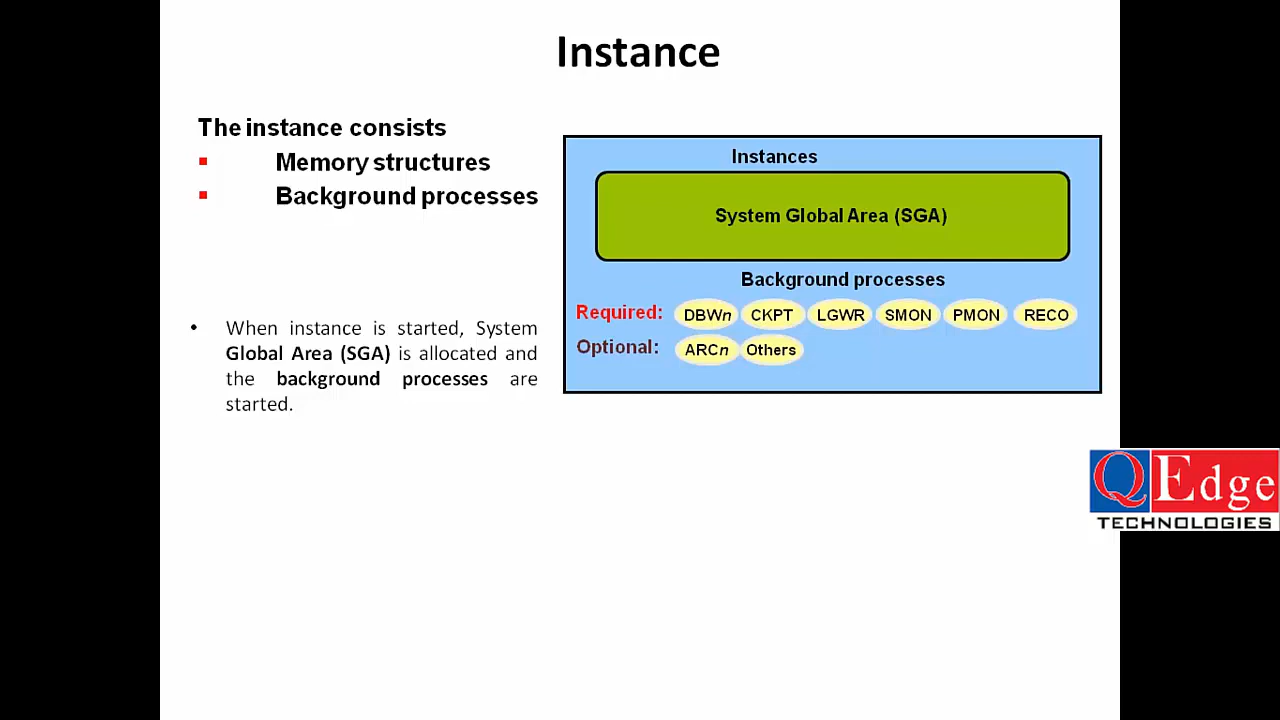 Instance
The instance consists
Memory structures
Background processes
• When instance is started, System
Global Area (SGA) is allocated and
the background processes are
started.
Instances
System Global Area (SGA)
Background processes
Required: DBWn CKPT LGWR SMON PMON RECO
Optional: ARCn Others
QEdge
TECHNOLOGIES